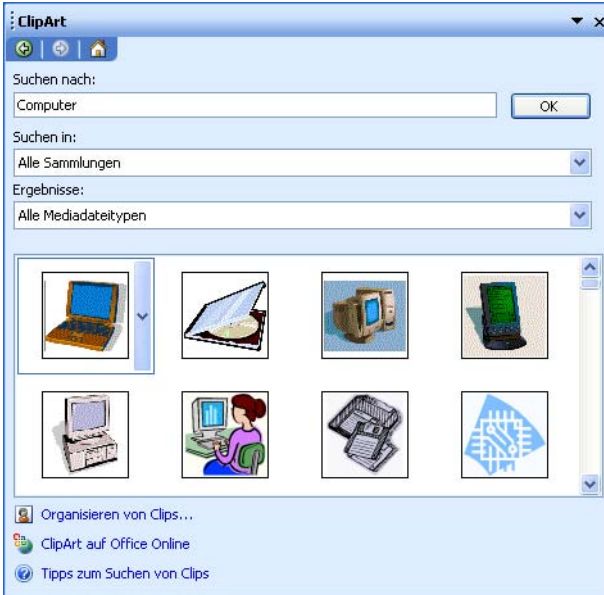 ClipArt
Suchen nach:
Computer
OK
Suchen in:
Alle Sammlungen
Ergebnisse:
Alle Mediadateitypen
Organisieren von Clips...
ClipArt auf Office Online
Tipps zum Suchen von Clips